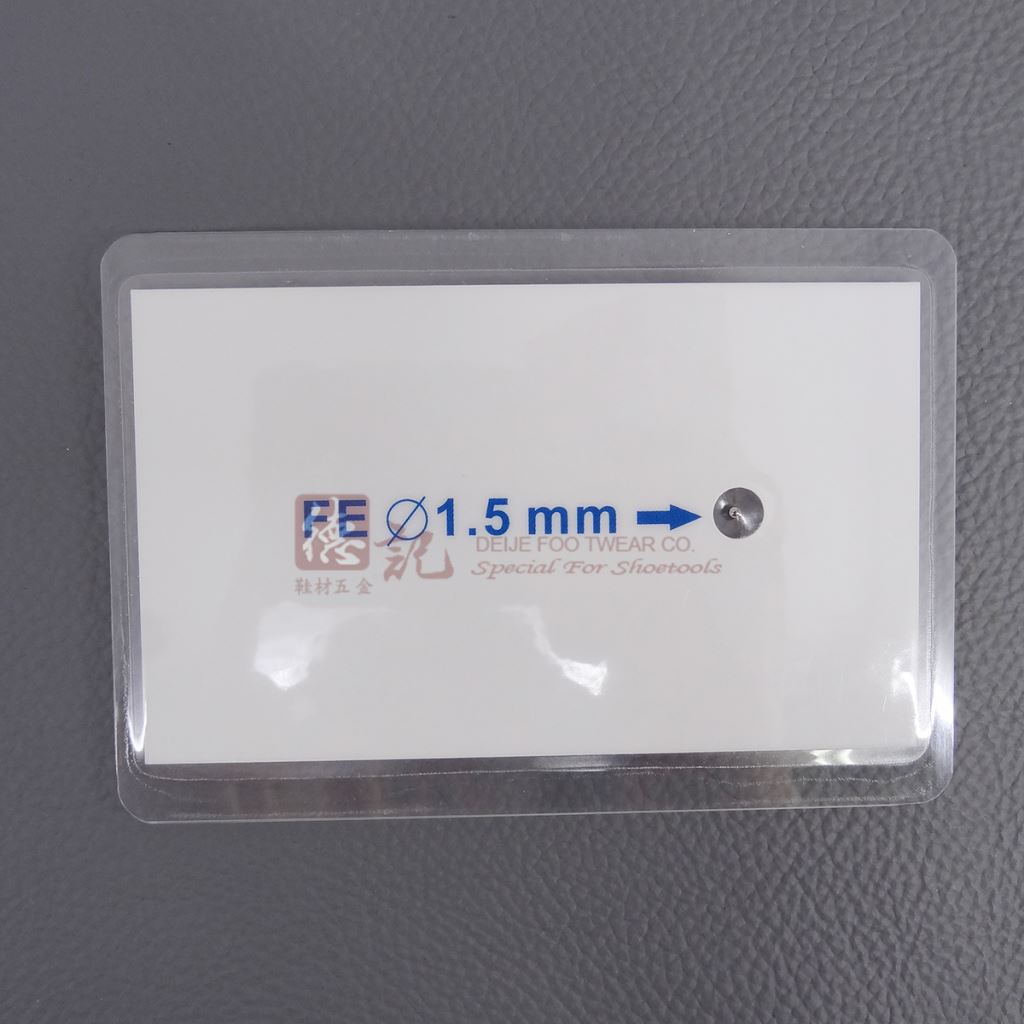 FE ∅1.5 mm
德記
DEIJE FOO TWEAR CO.
Special For Shoetools
鞋材五金